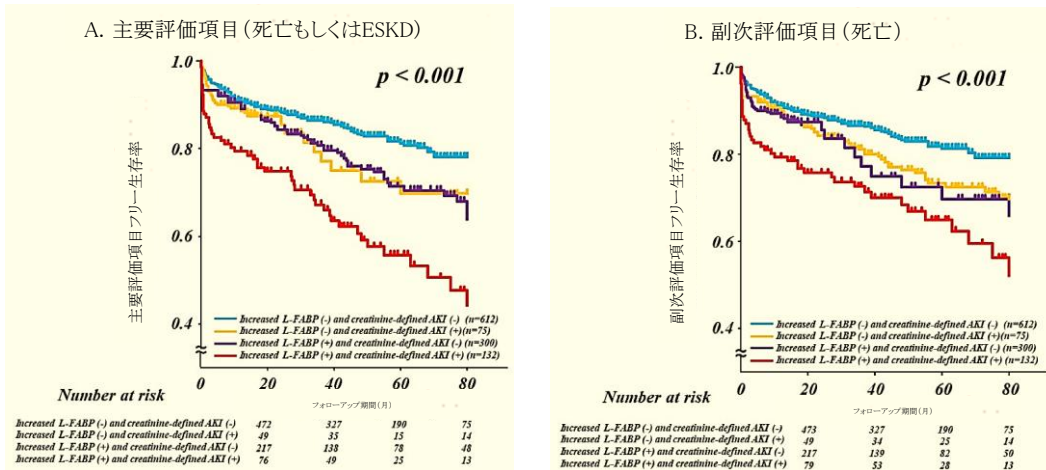 A. 主要評価項目(死亡もしくはESKD)
主要評価項目フリー生存率
1.0
0.8
0.6
0.4
p < 0.001
Increased L-FABP (-) and creatinine-defined AKI (-) (n=612)
Increased L-FABP (-) and creatinine-defined AKI (+)(n=75)
Increased L-FABP (+) and creatinine-defined AKI (-) (n=300)
Increased L-FABP (+) and creatinine-defined AKI (+) (n=132)
0 20 40 60 80
Number at risk
フォローアップ期間(月)
Increased L-FABP (-) and creatinine-defined AKI (-) 472 327 190 75
Increased L-FABP (-) and creatinine-defined AKI (+) 49 35 15 14
Increased L-FABP (+) and creatinine-defined AKI (-) 217 138 78 48
Increased L-FABP (+) and creatinine-defined AKI (+) 76 49 25 13
B. 副次評価項目(死亡)
副次評価項目フリー生存率
1.0
0.8
0.6
0.4
p < 0.001
Increased L-FABP (-) and creatinine-defined AKI (-) (n=612)
Increased L-FABP (-) and creatinine-defined AKI (+) (n=75)
Increased L-FABP (+) and creatinine-defined AKI (-) (n=300)
Increased L-FABP (+) and creatinine-defined AKI (+) (n=132)
0 20 40 60 80
Number at risk
フォローアップ期間(月)
Increased L-FABP (-) and creatinine-defined AKI (-) 473 327 190 75
Increased L-FABP (-) and creatinine-defined AKI (+) 49 34 25 14
Increased L-FABP (+) and creatinine-defined AKI (-) 217 139 82 50
Increased L-FABP (+) and creatinine-defined AKI (+) 79 53 28 13